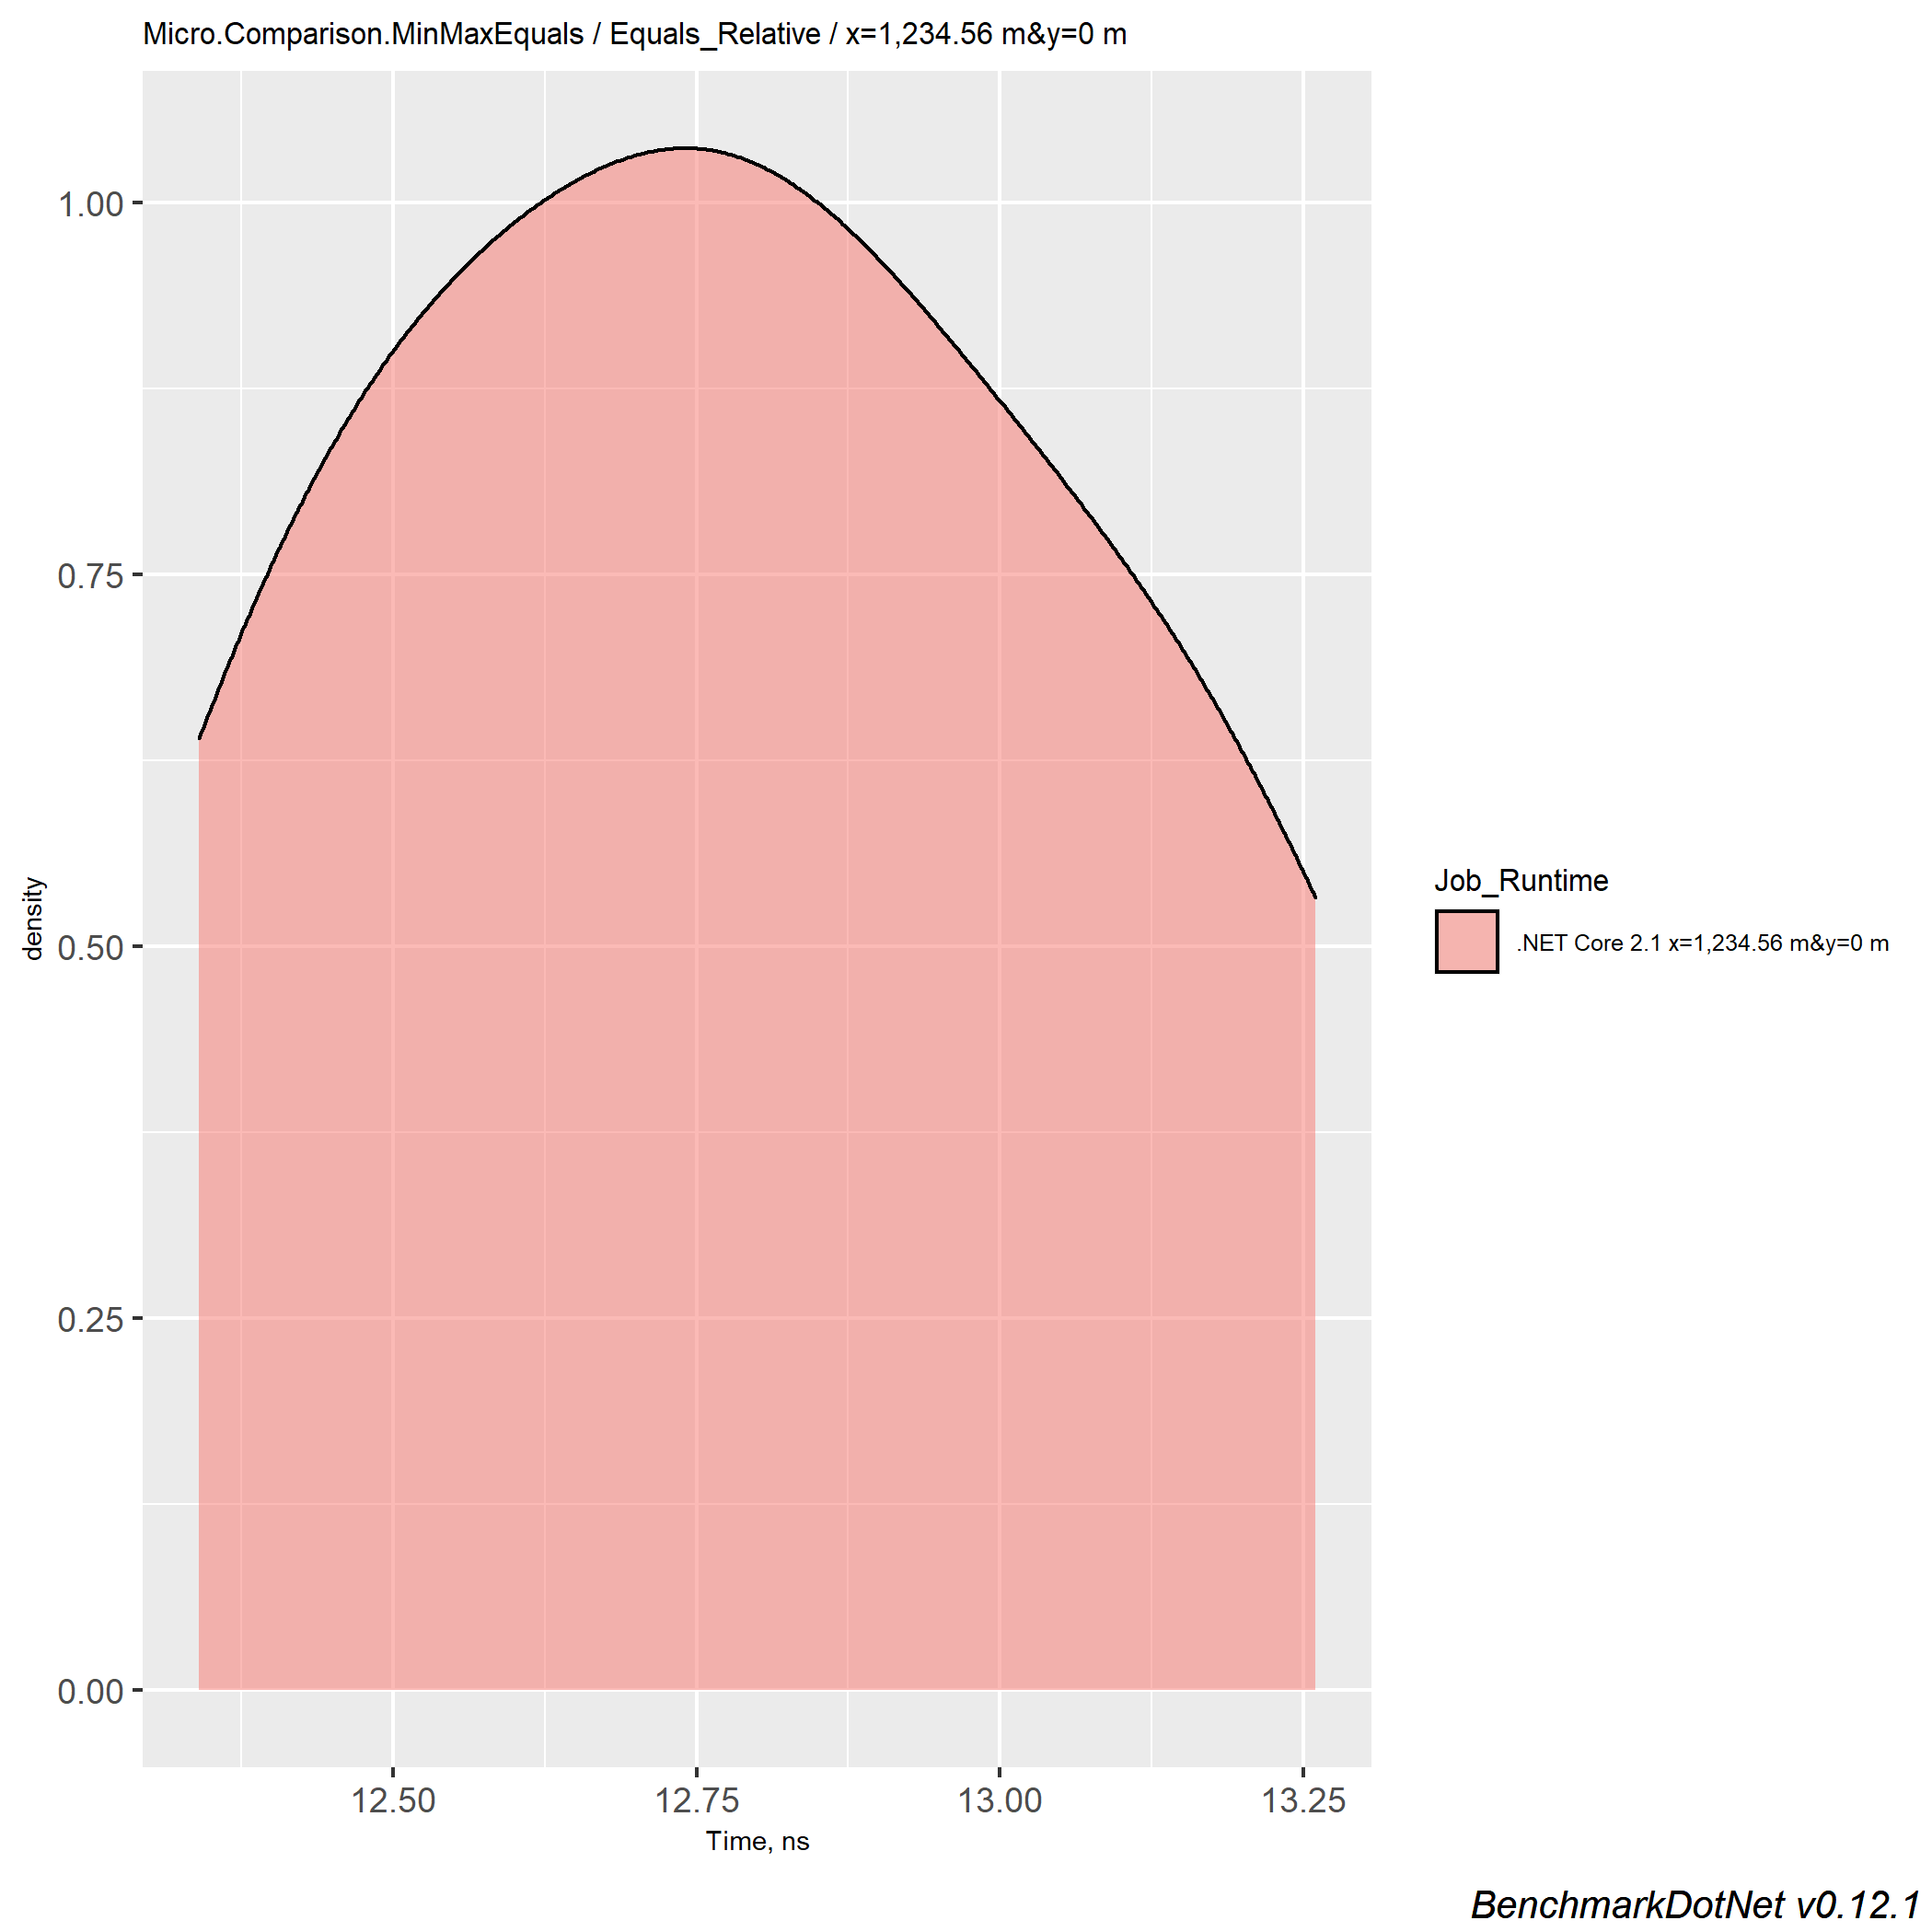 Micro.Comparison.MinMaxEquals / Equals_Relative / x=1,234.56 m&y=0 m
1.00
0.75
0.50
0.25
0.00
density
12.50 12.75 13.00 13.25
Time, ns
Job_Runtime
.NET Core 2.1 x=1,234.56 m&y=0 m
BenchmarkDotNet v0.12.1